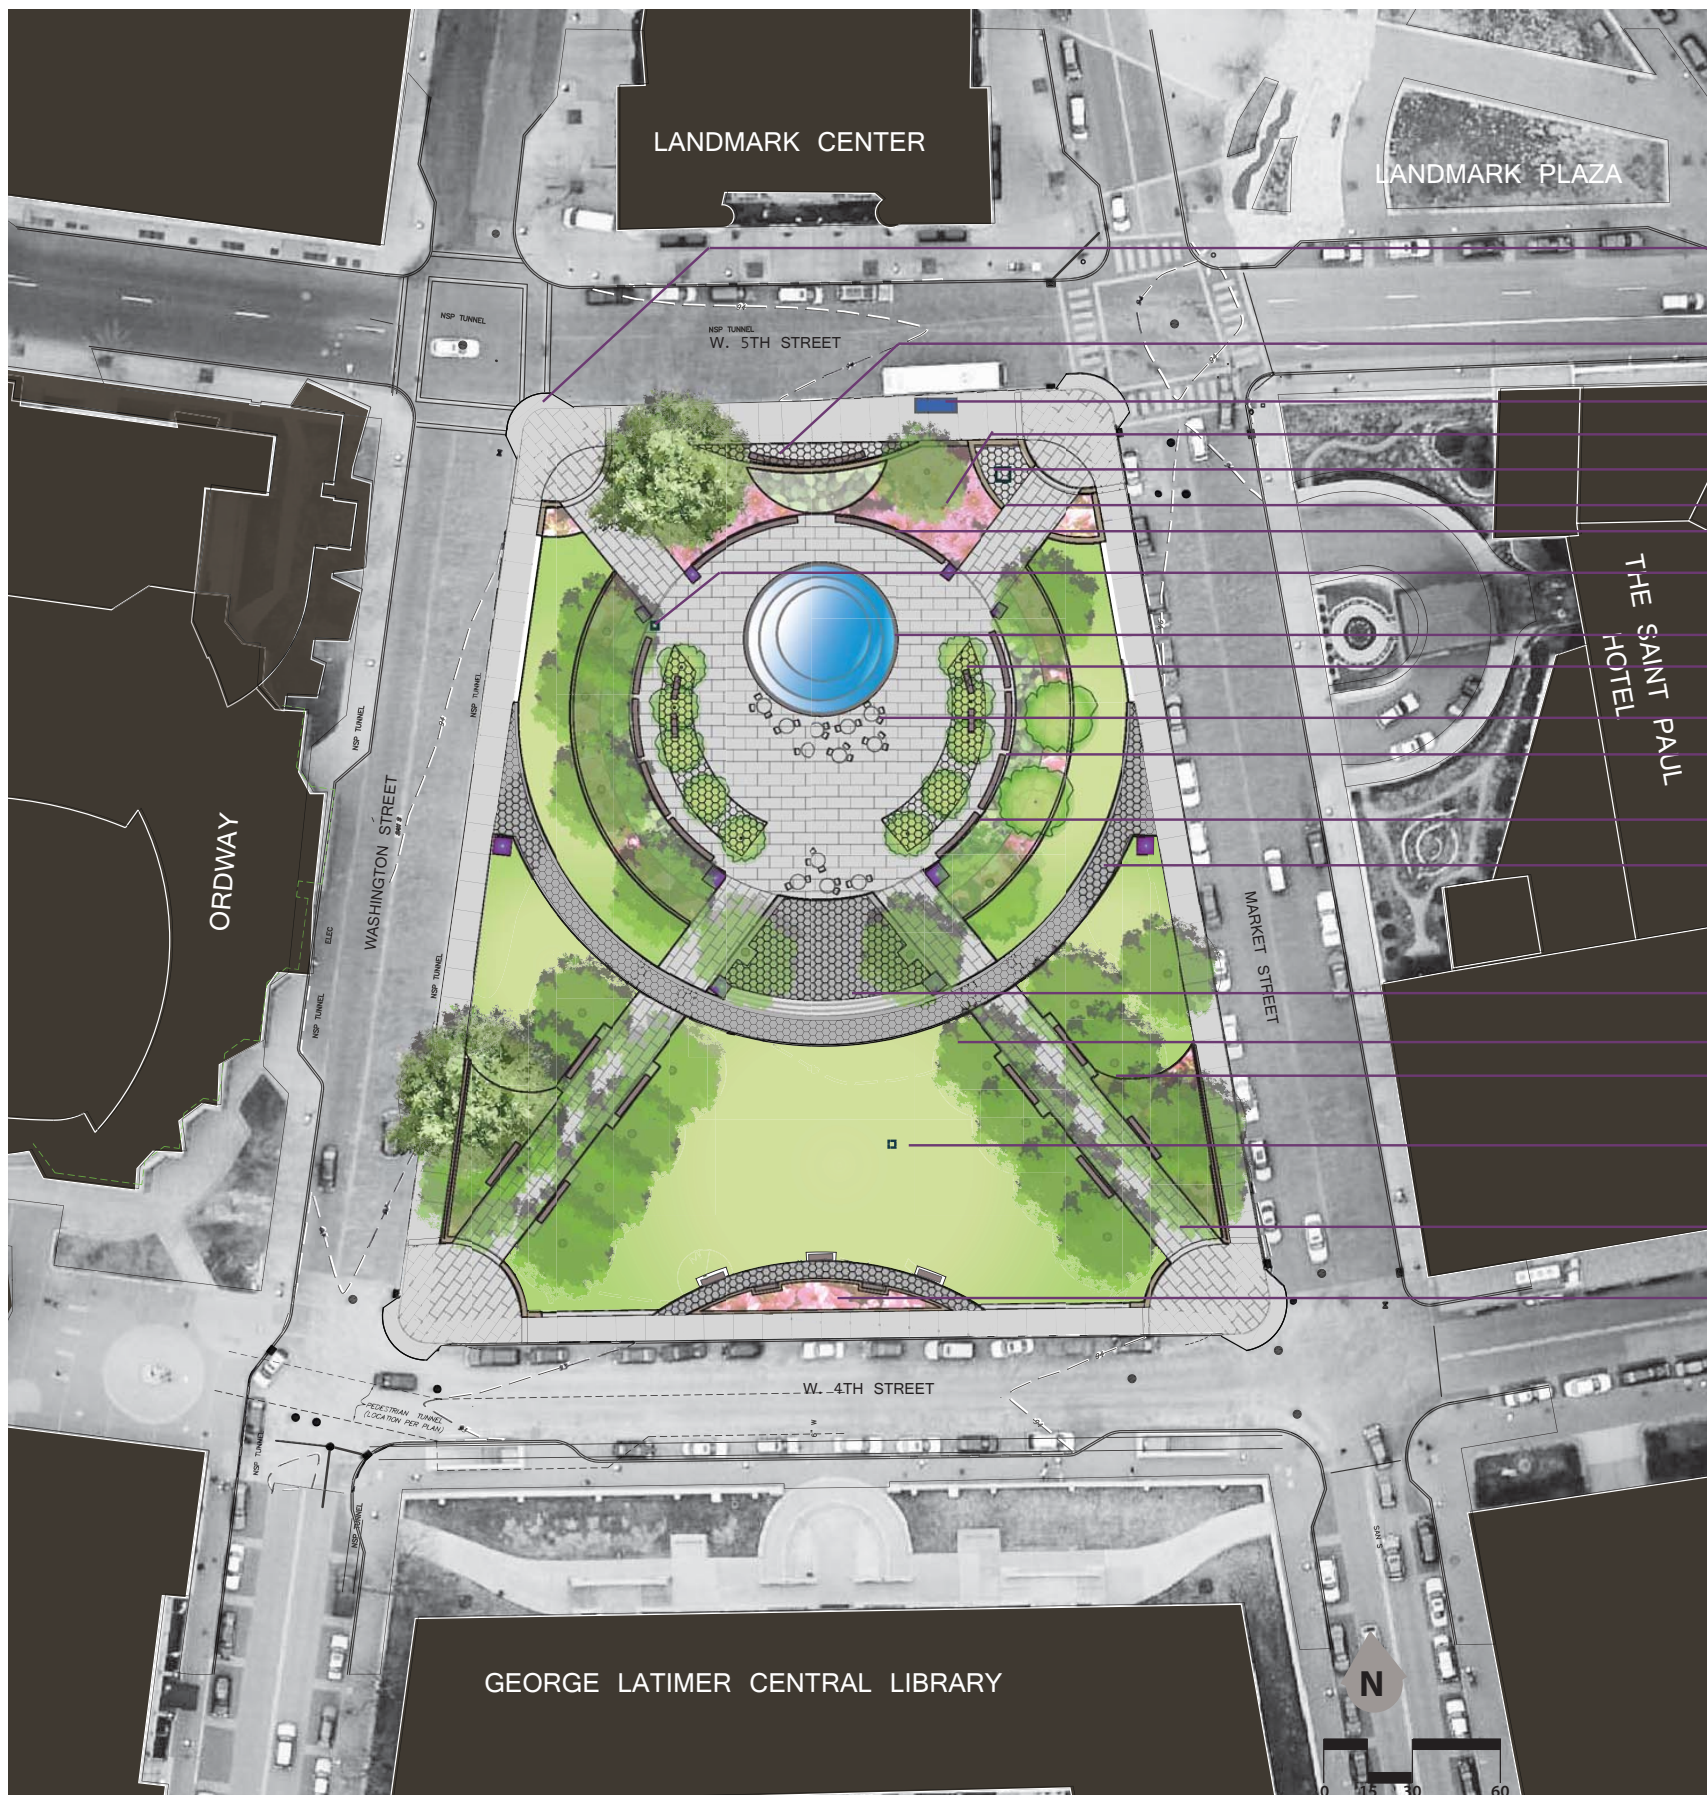 LANDMARK CENTER
LANDMARK PLAZA
NSP TUNNEL
NSP TUNNEL
W. 5TH STREET
THE SAINT PAUL
HOTEL
NSP TUNNEL
NSP TUNNEL
WASHINGTON STREET
ORDWAY
ELEC
NSP TUNNEL
NSP TUNNEL
MARKET STREET
W. 4TH STREET
PEDESTRIAN TUNNEL
(LOCATION PER PLAN)
NSP TUNNEL
NSP TUNNEL
GEORGE LATIMER CENTRAL LIBRARY
N
0 15 30 60